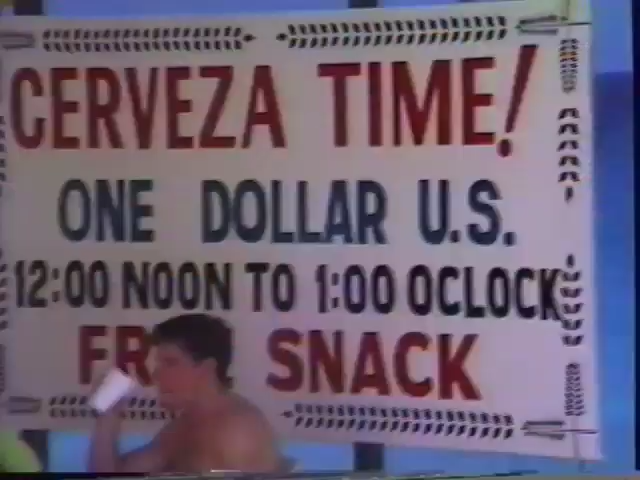 CERVEZA TIME!
ONE DOLLAR U.S.
12:00 NOON TO 1:00 OCLOCK
SNACK